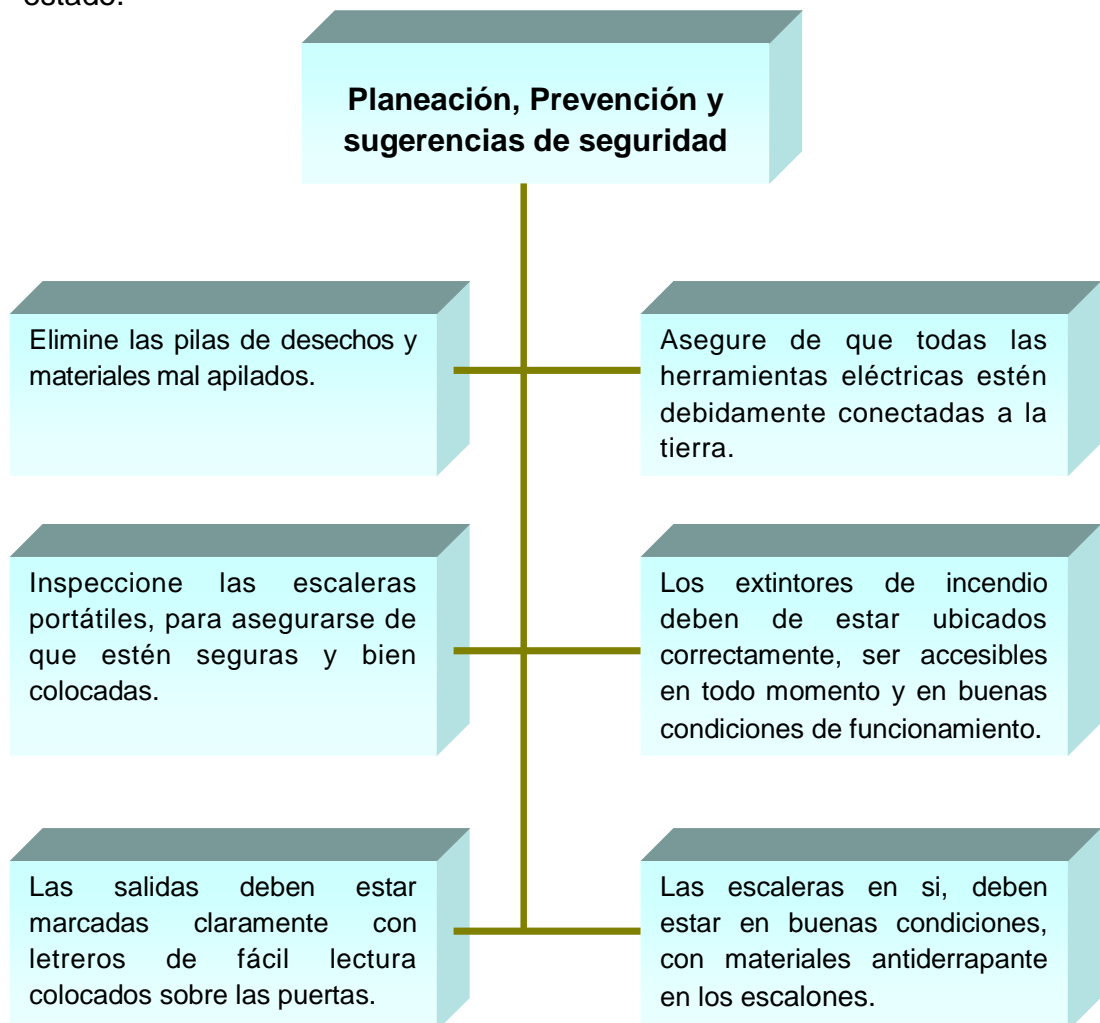 estado.
Planeación, Prevención y
sugerencias de seguridad
Elimine las pilas de desechos y
materiales mal apilados.
Asegure de que todas las
herramientas eléctricas estén
debidamente conectadas a la
tierra.
Inspeccione las escaleras
portátiles, para asegurarse de
que estén seguras y bien
colocadas.
Los extintores de incendio
deben de estar ubicados
correctamente, ser accesibles
en todo momento y en buenas
condiciones de funcionamiento.
Las salidas deben estar
marcadas claramente con
letreros de fácil lectura
colocados sobre las puertas.
Las escaleras en si, deben
estar en buenas condiciones,
con materiales antiderrapante
en los escalones.